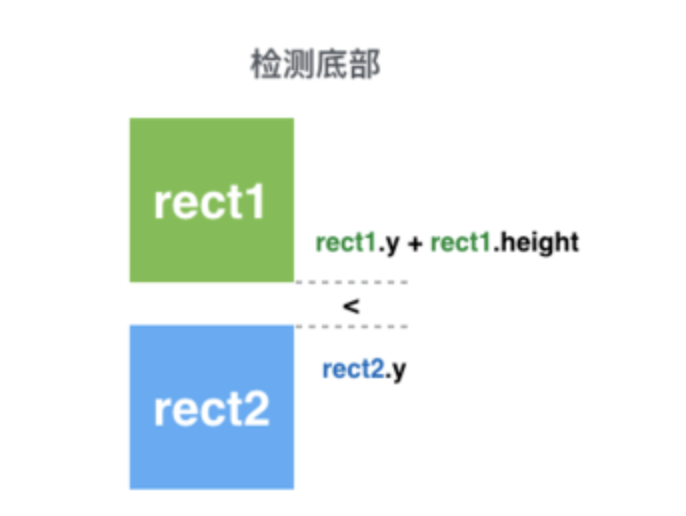 检测底部
rect1
rect1.y + rect1.height
<
rect2.y
rect2